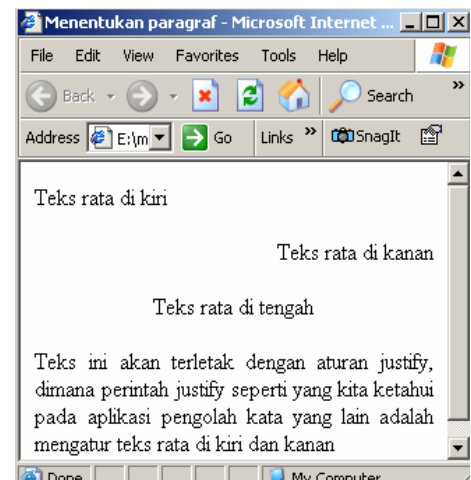 Menentukan paragraf - Microsoft Internet ...
File Edit View Favorites Tools Help
Back Search »
Address E:\m Go Links » SnagIt
Teks rata di kiri
Teks rata di kanan
Teks rata di tengah
Teks ini akan terletak dengan aturan justify,
dimana perintah justify seperti yang kita ketahui
pada aplikasi pengolah kata yang lain adalah
mengatur teks rata di kiri dan kanan
Done My Computer